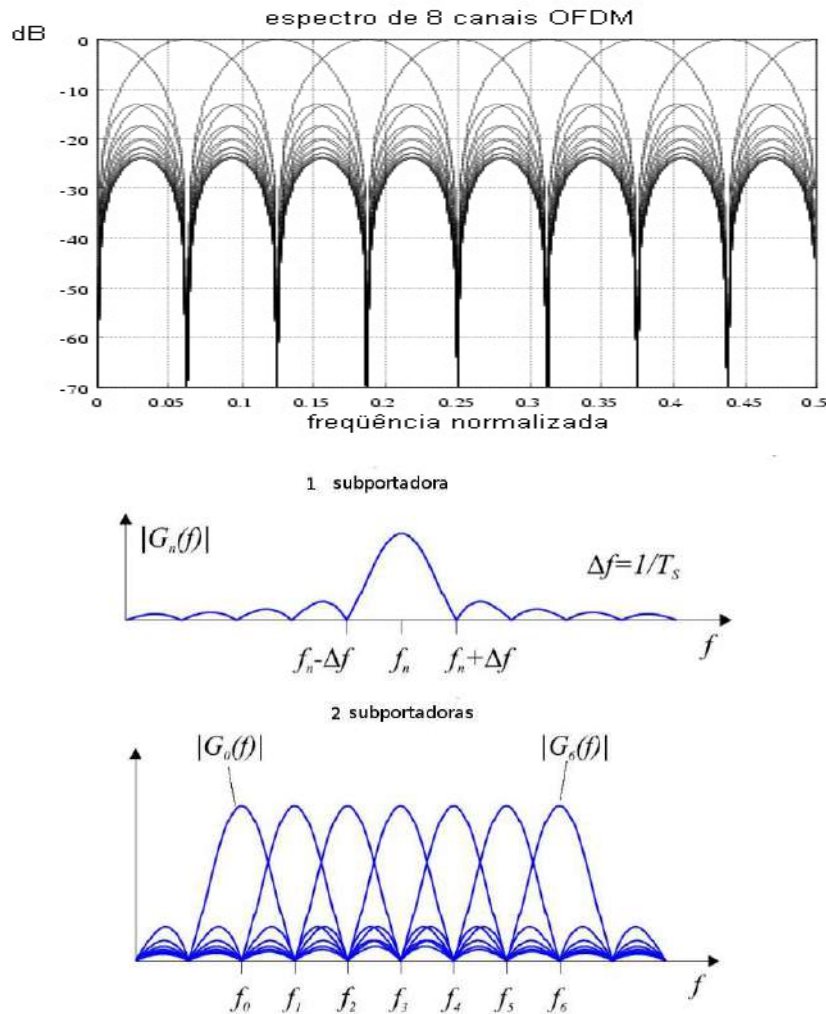 espectro de 8 canais OFDM
dB
0
-10
-20
-30
-40
-50
-60
-70
0 0.05 0.1 0.15 0.2 0.25 0.3 0.35 0.4 0.45 0.5
freqüência normalizada
1 subportadora
|Gₙ(f)|
Δf=1/Tₛ
fₙ-Δf fₙ fₙ+Δf f
2 subportadoras
|G₀(f)| |G₆(f)|
f₀ f₁ f₂ f₃ f₄ f₅ f₆ f